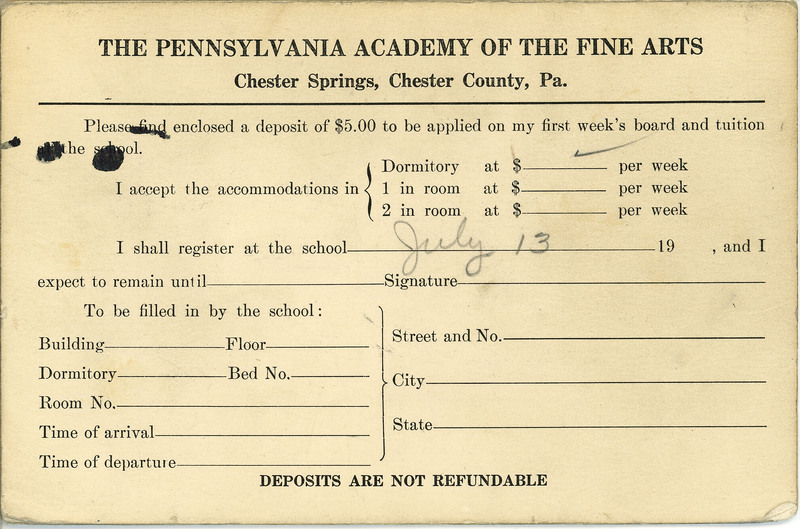 THE PENNSYLVANIA ACADEMY OF THE FINE ARTS
Chester Springs, Chester County, Pa.
Please find enclosed a deposit of $5.00 to be applied on my first week's board and tuition
the school.
I accept the accommodations in
Dormitory at $ per week
1 in room at $ per week
2 in room at $ per week
I shall register at the school July 13 19 , and I
expect to remain until Signature
To be filled in by the school:
Building Floor
Dormitory Bed No.
Room No.
Time of arrival
Time of departure
Street and No.
City
State
DEPOSITS ARE NOT REFUNDABLE